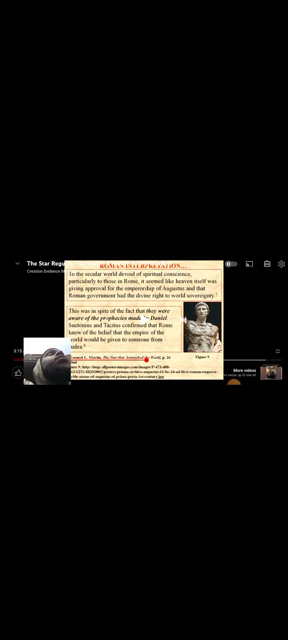 The Star Regu
Creation Evidence M
ROMAN INTERPRETATION...
To the secular world devoid of spiritual conscience,
particularly to those in Rome, it seemed like heaven itself was
giving approval for the emperorship of Augustus and that
Roman government had the divine right to world sovereignty.
This was in spite of the fact that they were
aware of the prophecies made Daniel
Suetonius and Tacitus confirmed that Rome
knew of the belief that the empire of the
world would be given to someone from
Judea.
Figure 9
3:15
Ernest L. Martin, The Star that Astonished the World, p. 26
More videos